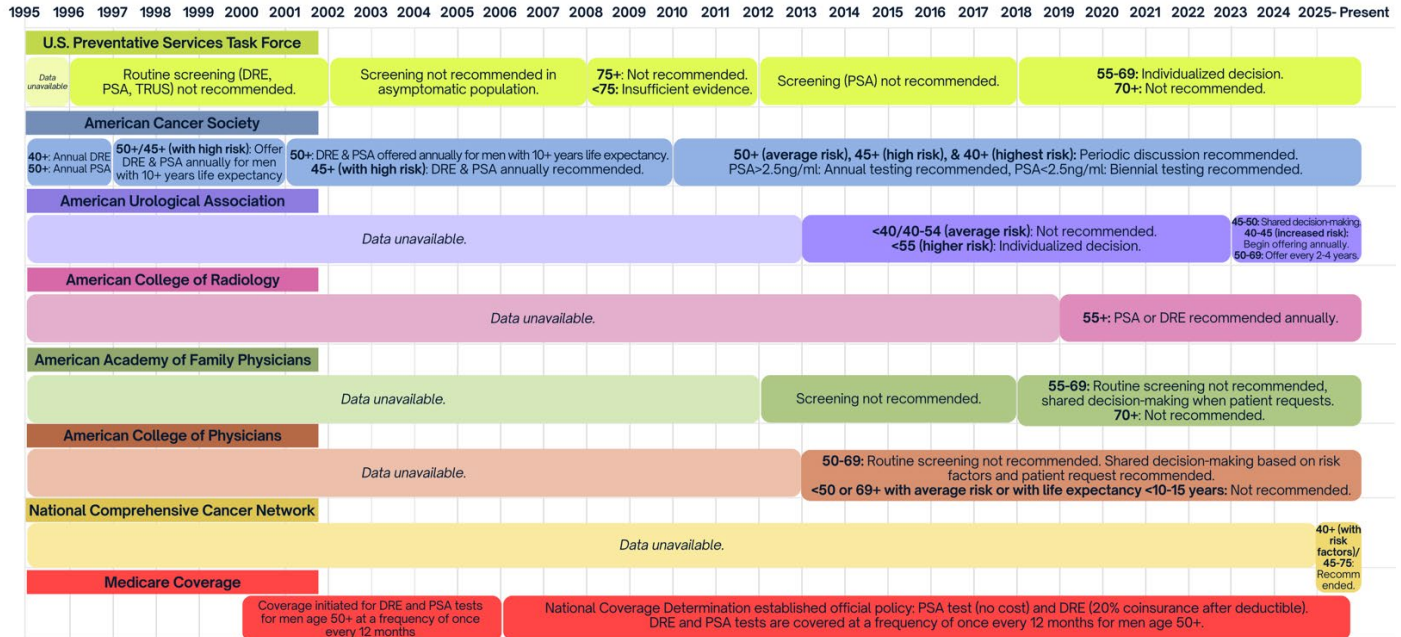 1995 1996 1997 1998 1999 2000 2001 2002 2003 2004 2005 2006 2007 2008 2009 2010 2011 2012 2013 2014 2015 2016 2017 2018 2019 2020 2021 2022 2023 2024 2025- Present
U.S. Preventative Services Task Force
Data
unavailable
Routine screening (DRE,
PSA, TRUS) not recommended.
Screening not recommended in
asymptomatic population.
75+: Not recommended.
<75: Insufficient evidence.
Screening (PSA) not recommended.
55-69: Individualized decision.
70+: Not recommended.
American Cancer Society
40+: Annual DRE
50+: Annual PSA
50+/45+ (with high risk): Offer
DRE & PSA annually for men
with 10+ years life expectancy
50+: DRE & PSA offered annually for men with 10+ years life expectancy.
45+ (with high risk): DRE & PSA annually recommended.
50+ (average risk), 45+ (high risk), & 40+ (highest risk): Periodic discussion recommended.
PSA>2.5ng/ml: Annual testing recommended, PSA<2.5ng/ml: Biennial testing recommended.
American Urological Association
Data unavailable.
<40/40-54 (average risk): Not recommended.
<55 (higher risk): Individualized decision.
45-50: Shared decision-making.
40-45 (increased risk):
Begin offering annually.
50-69: Offer every 2-4 years.
American College of Radiology
Data unavailable.
55+: PSA or DRE recommended annually.
American Academy of Family Physicians
Data unavailable.
Screening not recommended.
55-69: Routine screening not recommended,
shared decision-making when patient requests.
70+: Not recommended.
American College of Physicians
Data unavailable.
50-69: Routine screening not recommended. Shared decision-making based on risk
factors and patient request recommended.
<50 or 69+ with average risk or with life expectancy <10-15 years: Not recommended.
National Comprehensive Cancer Network
Data unavailable.
40+ (with
risk
factors)/
45-75:
Recomm
ended.
Medicare Coverage
Coverage initiated for DRE and PSA tests
for men age 50+ at a frequency of once
every 12 months
National Coverage Determination established official policy: PSA test (no cost) and DRE (20% coinsurance after deductible).
DRE and PSA tests are covered at a frequency of once every 12 months for men age 50+.